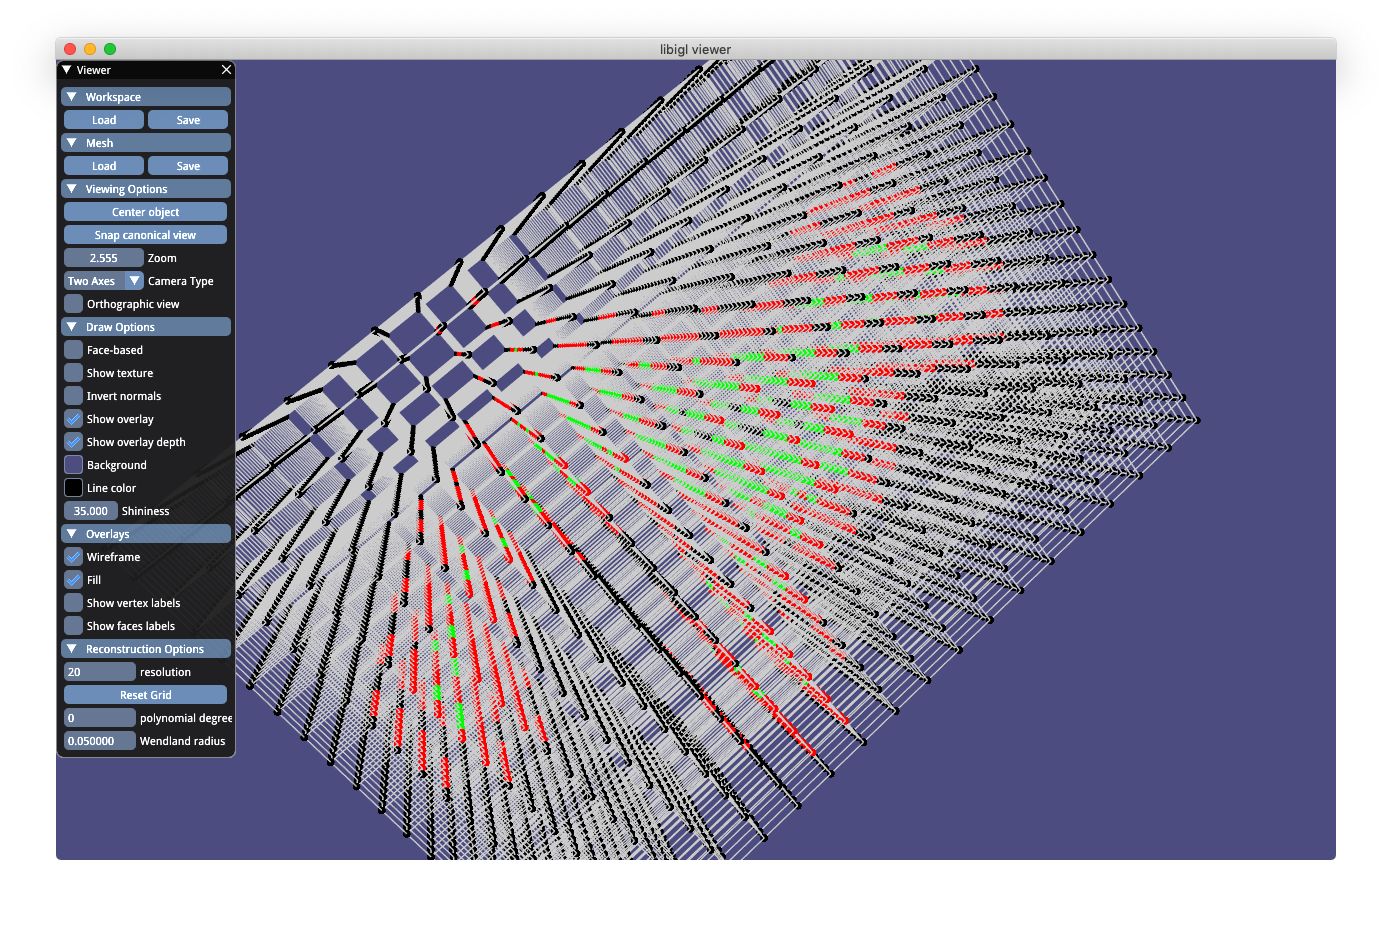 libigl viewer
Viewer
Workspace
Load Save
Mesh
Load Save
Viewing Options
Center object
Snap canonical view
2.555 Zoom
Two Axes Camera Type
Orthographic view
Draw Options
Face-based
Show texture
Invert normals
Show overlay
Show overlay depth
Background
Line color
35.000 Shininess
Overlays
Wireframe
Fill
Show vertex labels
Show faces labels
Reconstruction Options
20 resolution
Reset Grid
0 polynomial degree
0.050000 Wendland radius